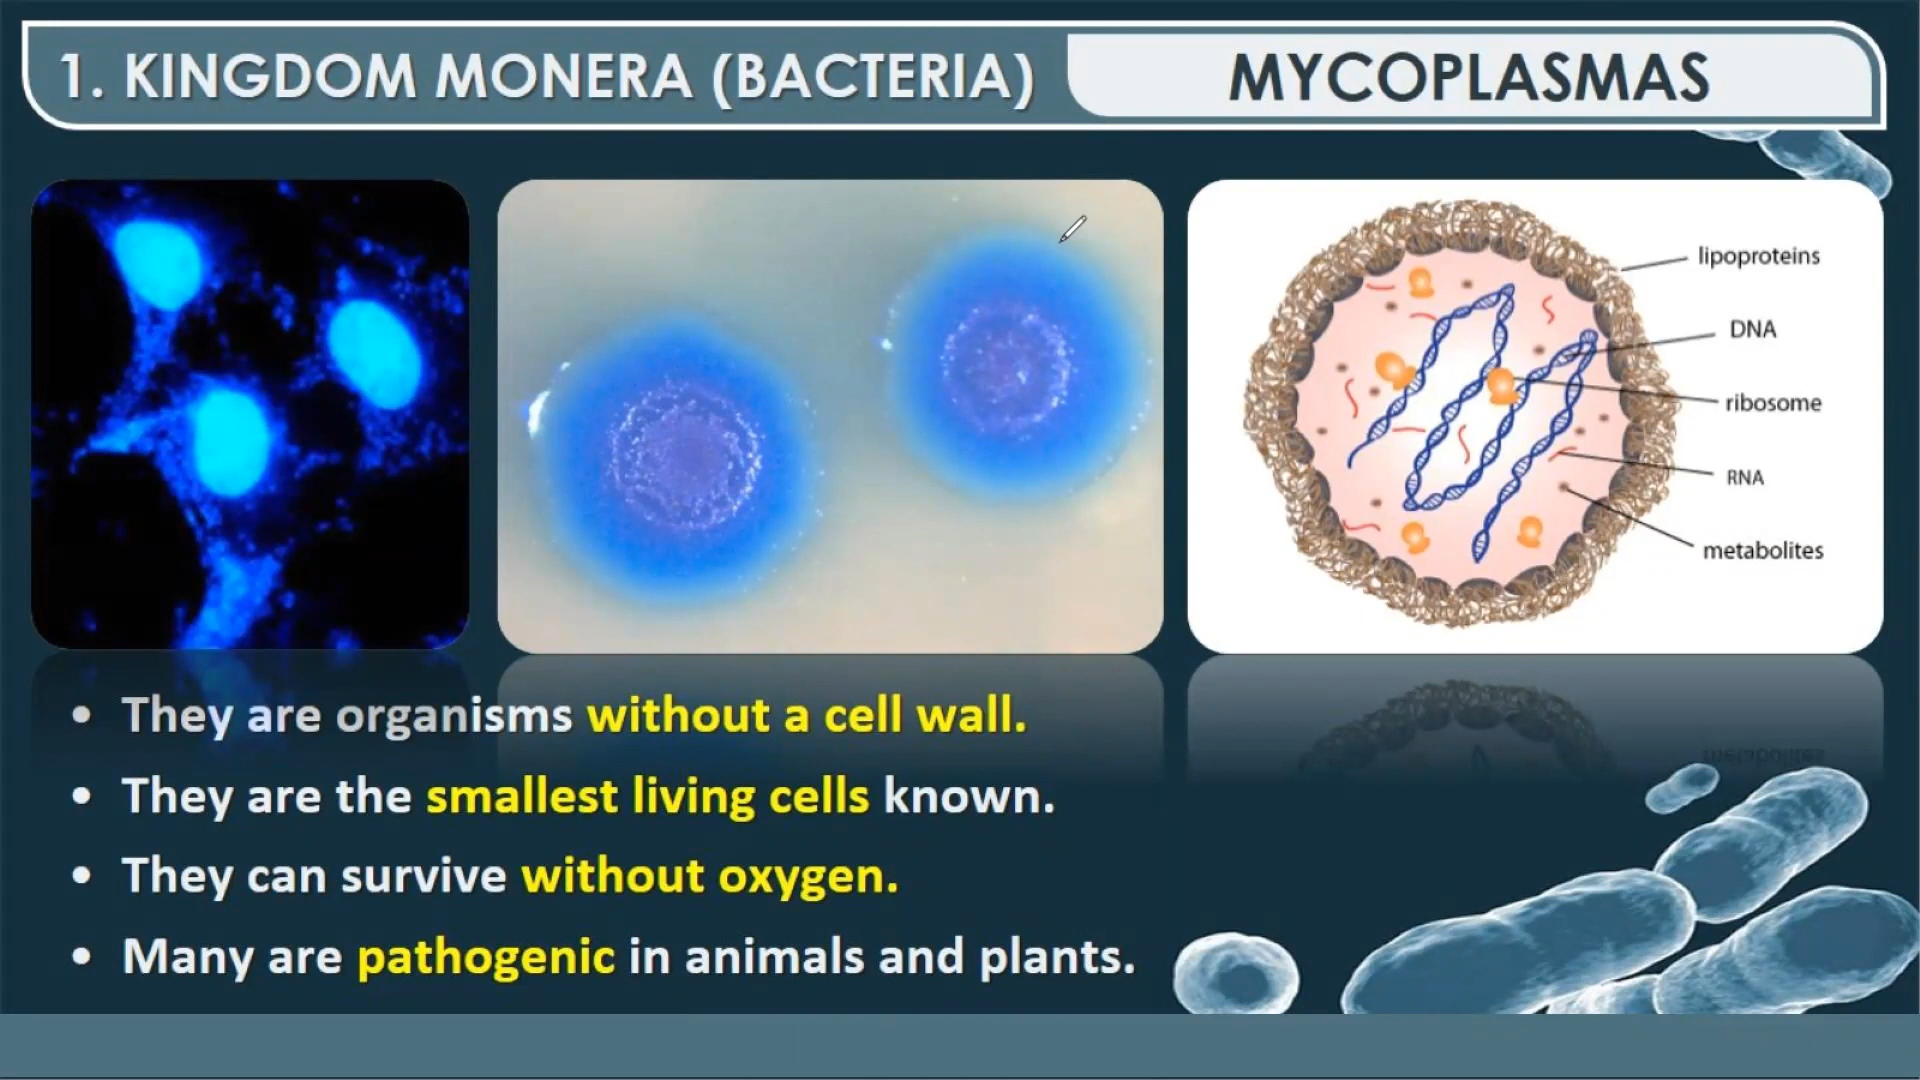 1. KINGDOM MONERA (BACTERIA)
MYCOPLASMAS
lipoproteins
DNA
ribosome
RNA
metabolites
• They are organisms without a cell wall.
• They are the smallest living cells known.
• They can survive without oxygen.
• Many are pathogenic in animals and plants.